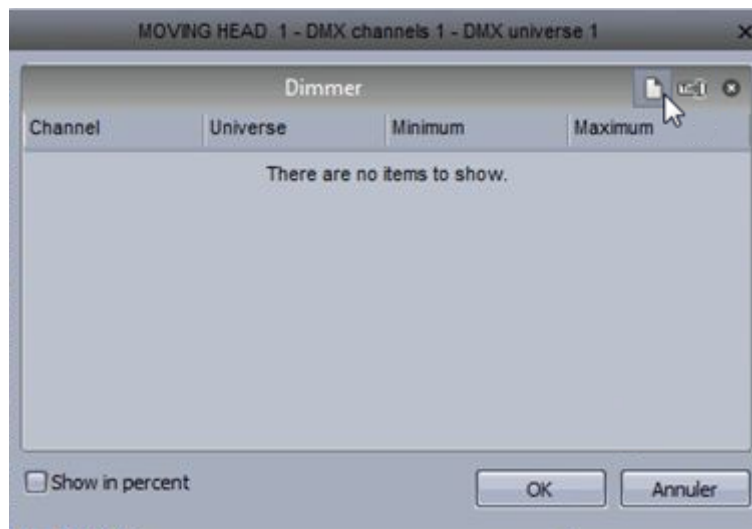 MOVING HEAD 1 - DMX channels 1 - DMX universe 1
Dimmer
Channel Universe Minimum Maximum
There are no items to show.
Show in percent OK Annuler